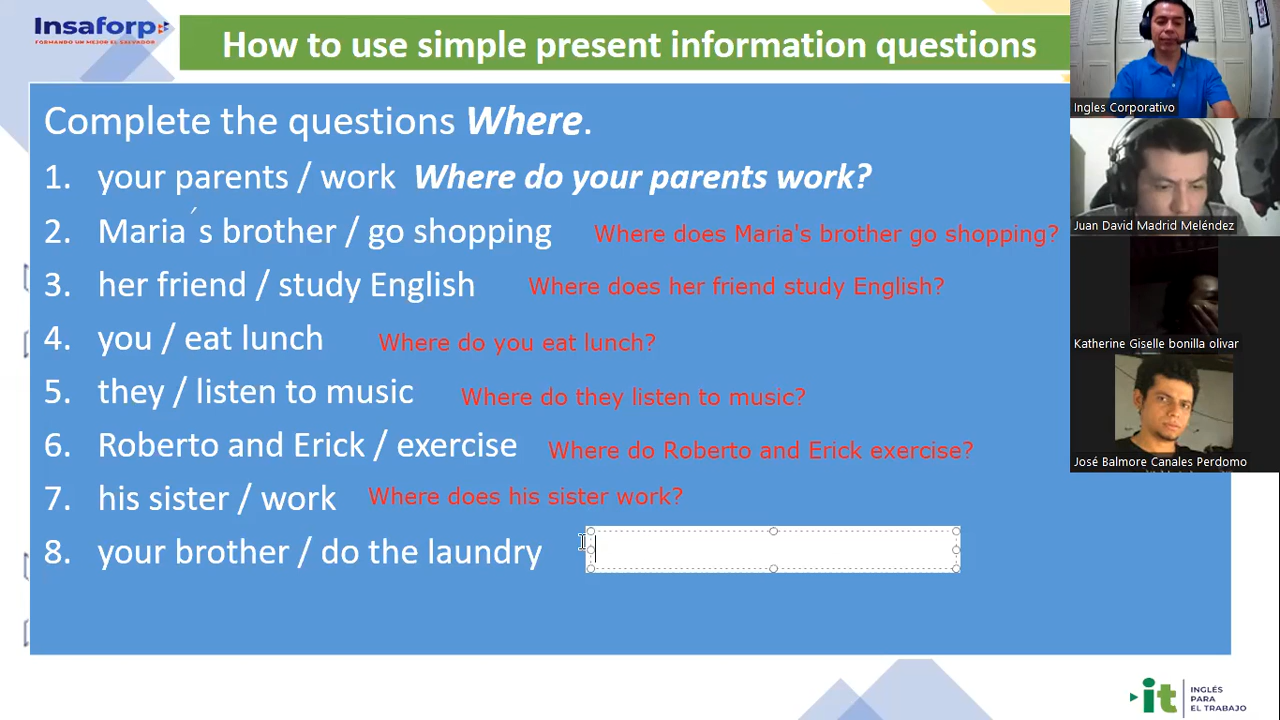 Insaforp
FORMANDO UN MEJOR EL SALVADOR
How to use simple present information questions
Complete the questions Where.
1. your parents / work Where do your parents work?
2. Maria´s brother / go shopping Where does Maria's brother go shopping?
3. her friend / study English Where does her friend study English?
4. you / eat lunch Where do you eat lunch?
5. they / listen to music Where do they listen to music?
6. Roberto and Erick / exercise Where do Roberto and Erick exercise?
7. his sister / work Where does his sister work?
8. your brother / do the laundry
Ingles Corporativo
Juan David Madrid Meléndez
Katherine Giselle bonilla olivar
José Balmore Canales Perdomo
it
INGLÉS
PARA
EL TRABAJO